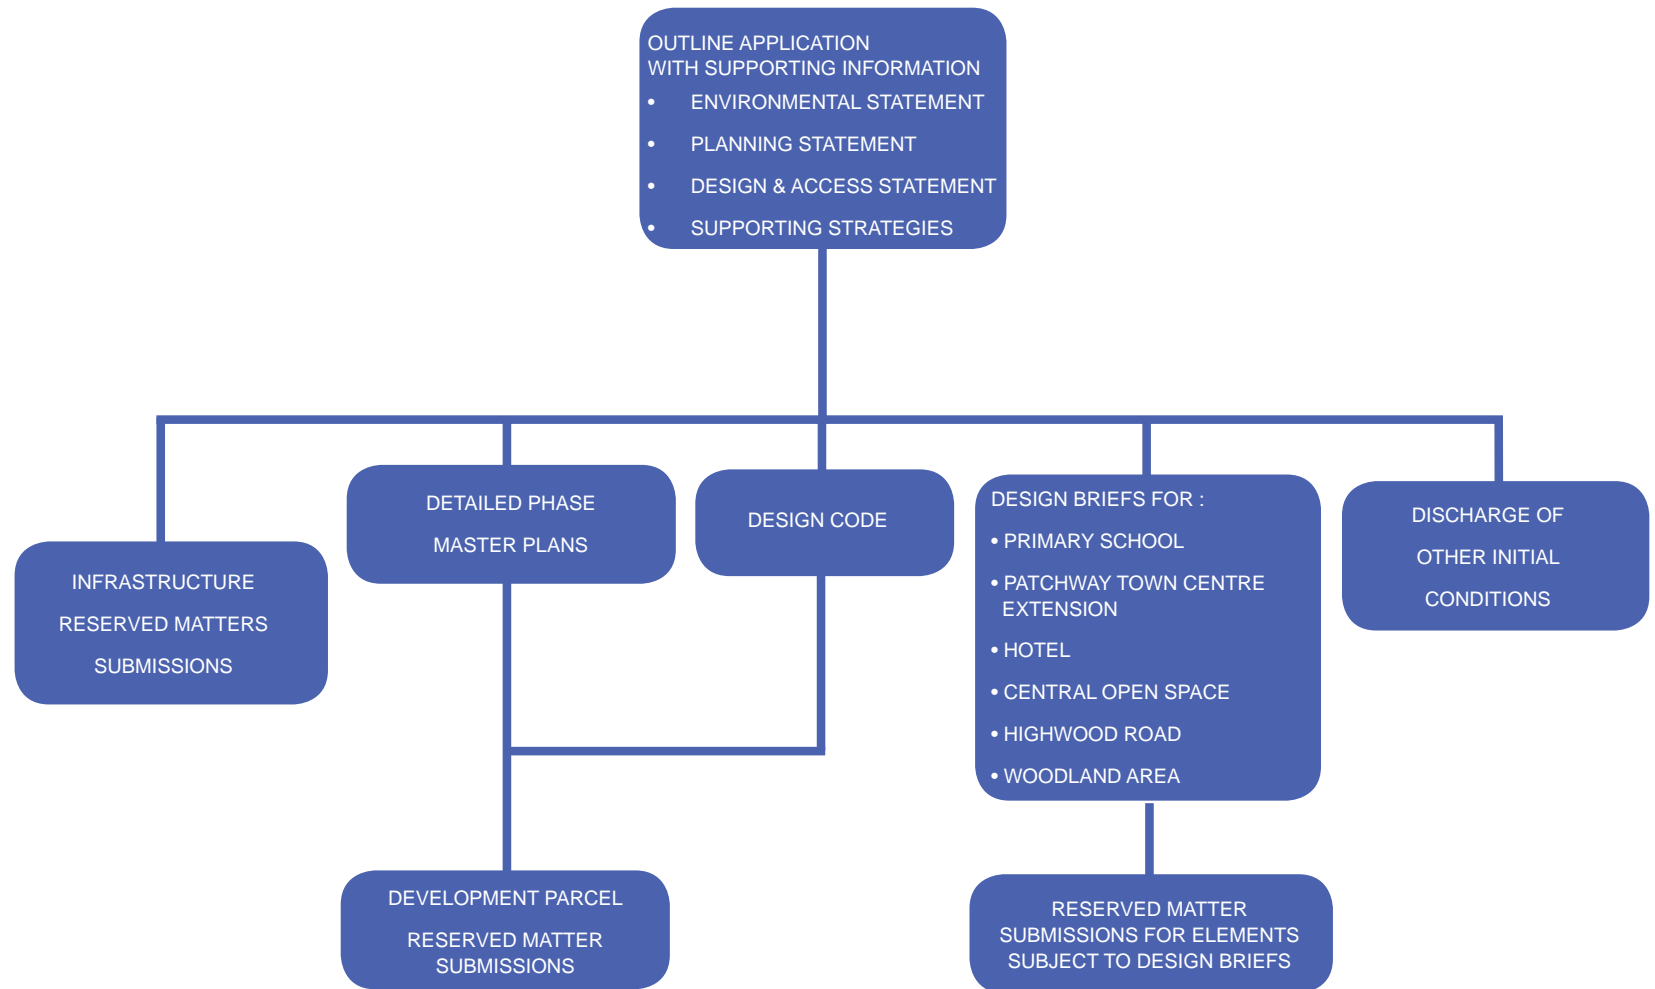 OUTLINE APPLICATION
WITH SUPPORTING INFORMATION
• ENVIRONMENTAL STATEMENT
• PLANNING STATEMENT
• DESIGN & ACCESS STATEMENT
• SUPPORTING STRATEGIES
INFRASTRUCTURE
RESERVED MATTERS
SUBMISSIONS
DETAILED PHASE
MASTER PLANS
DESIGN CODE
DESIGN BRIEFS FOR :
• PRIMARY SCHOOL
• PATCHWAY TOWN CENTRE
EXTENSION
• HOTEL
• CENTRAL OPEN SPACE
• HIGHWOOD ROAD
• WOODLAND AREA
DISCHARGE OF
OTHER INITIAL
CONDITIONS
DEVELOPMENT PARCEL
RESERVED MATTER
SUBMISSIONS
RESERVED MATTER
SUBMISSIONS FOR ELEMENTS
SUBJECT TO DESIGN BRIEFS